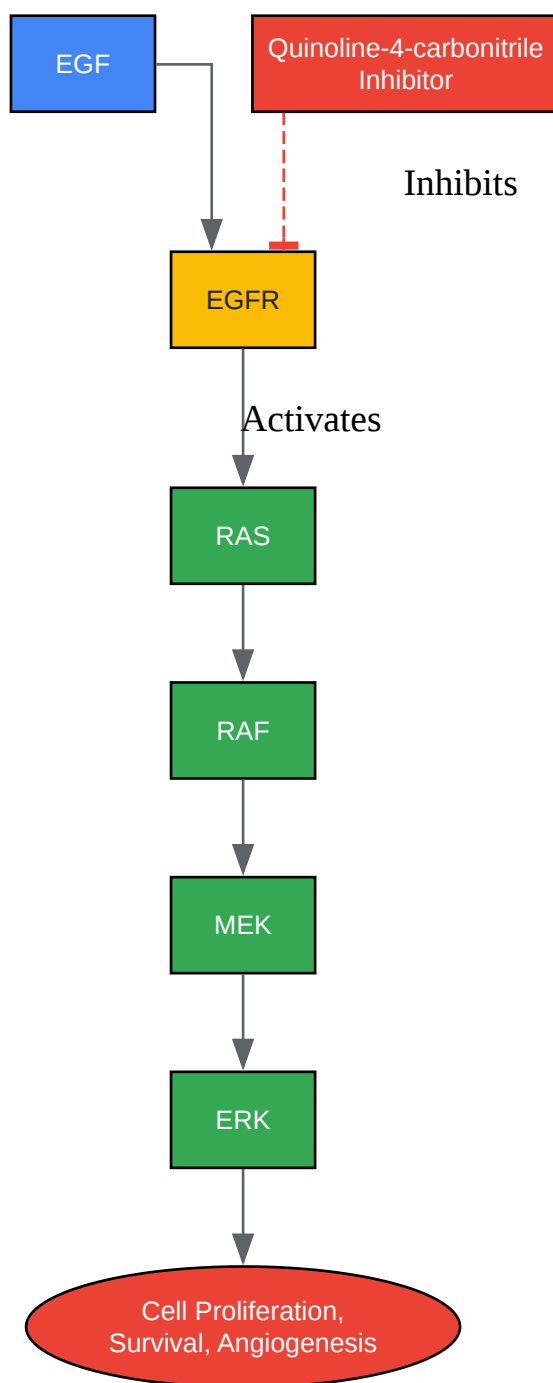 EGF
Quinoline-4-carbonitrile
Inhibitor
Inhibits
EGFR
Activates
RAS
RAF
MEK
ERK
Cell Proliferation,
Survival, Angiogenesis